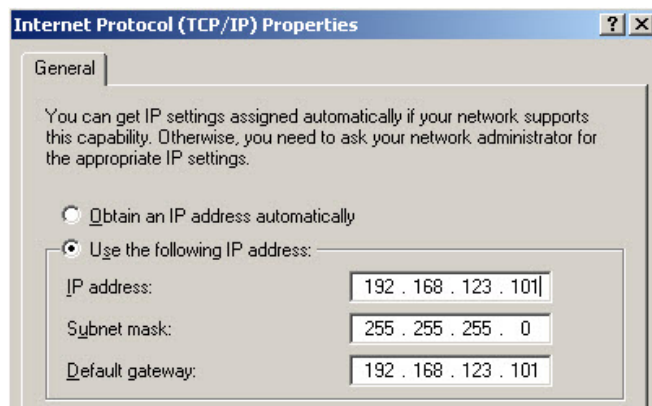 Internet Protocol (TCP/IP) Properties
General
You can get IP settings assigned automatically if your network supports
this capability. Otherwise, you need to ask your network administrator for
the appropriate IP settings.
Obtain an IP address automatically
Use the following IP address:
IP address: 192 . 168 . 123 . 101
Subnet mask: 255 . 255 . 255 . 0
Default gateway: 192 . 168 . 123 . 101